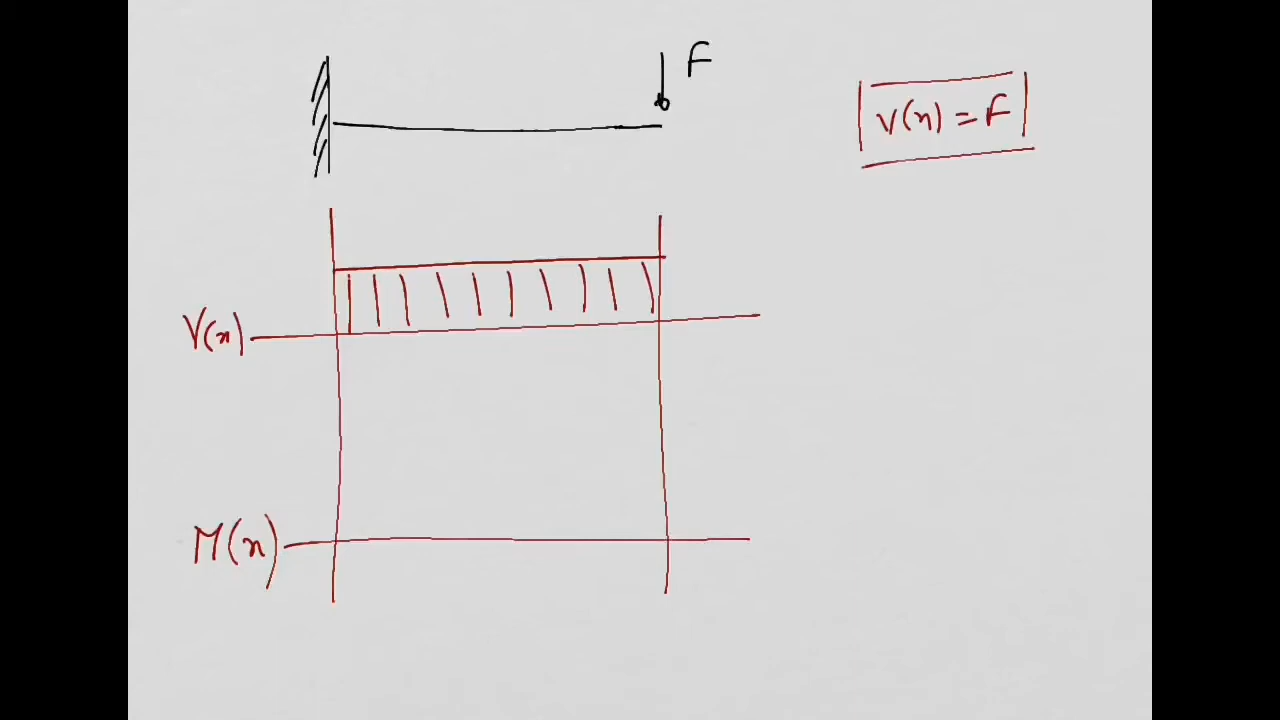 F
V(x) = F
V(x)
M(x)